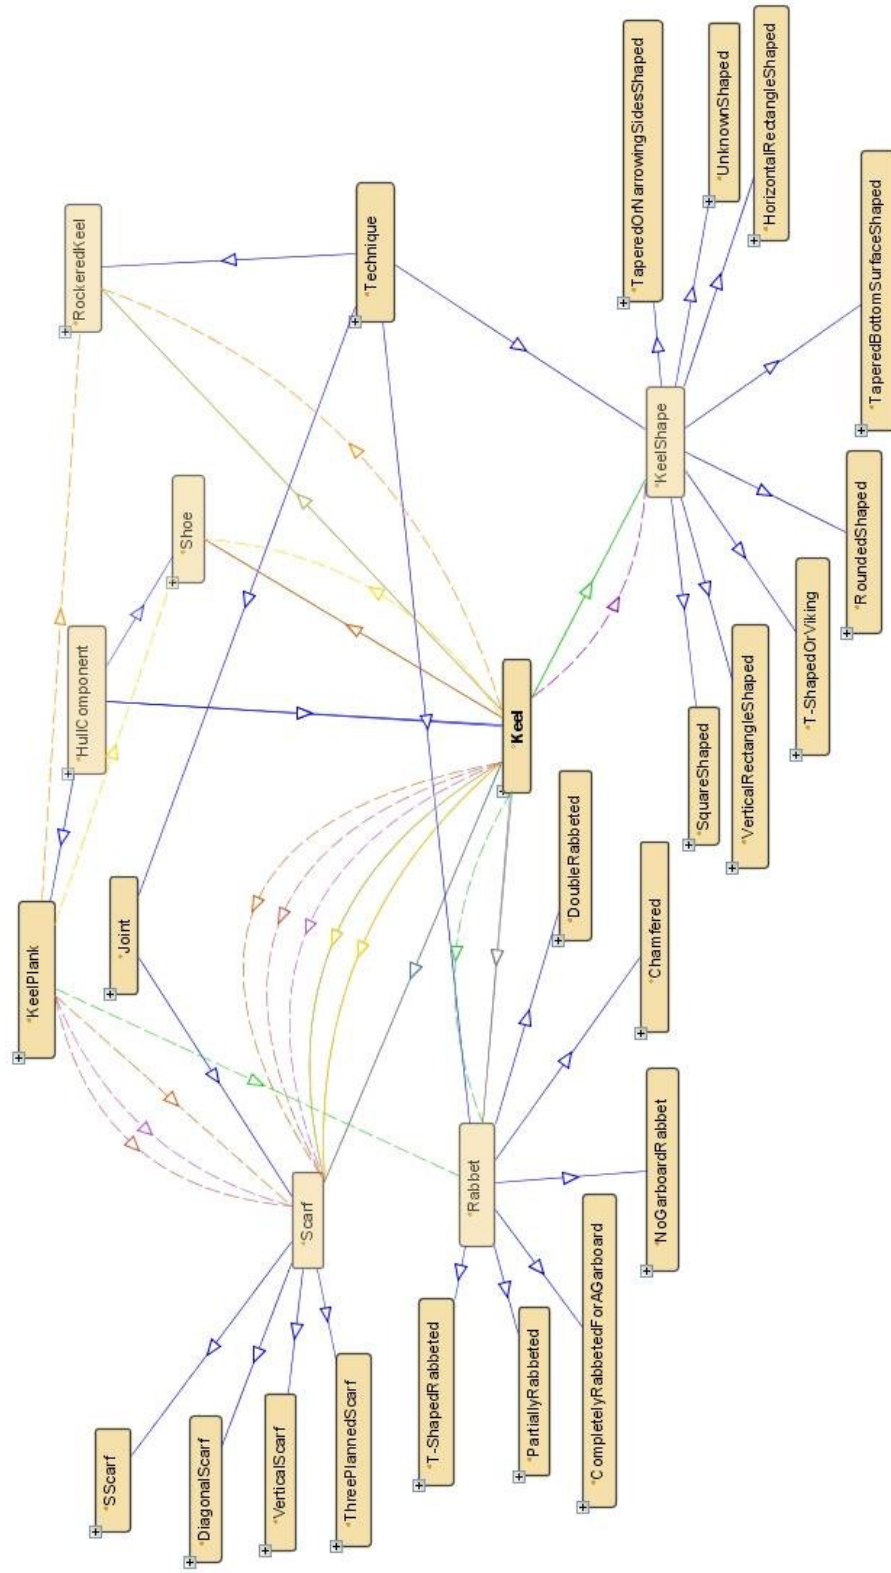 KeelPlank
RockeredKeel
HullComponent
SScarf
Joint
Shoe
DiagonalScarf
VerticalScarf
Scarf
ThreePlannedScarf
Technique
T-ShapedRabbeted
Rabbet
Keel
PartiallyRabbeted
DoubleRabbeted
CompletelyRabbetedForAGarboard
TaperedOrNarrowingSidesShaped
Chamfered
NoGarboardRabbet
KeelShape
SquareShaped
UnknownShaped
VerticalRectangleShaped
HorizontalRectangleShaped
T-ShapedOrViking
RoundedShaped
TaperedBottomSurfaceShaped